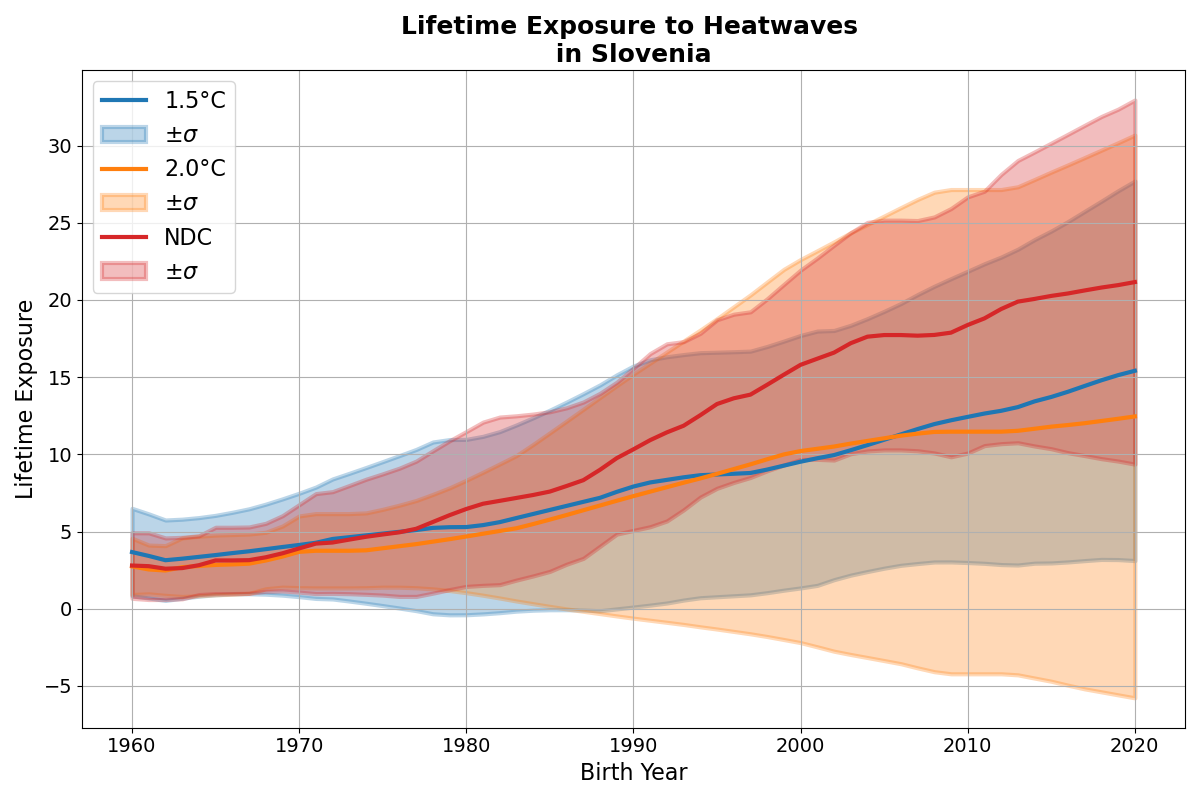 Lifetime Exposure to Heatwaves
in Slovenia
1.5°C
±σ
2.0°C
±σ
NDC
±σ
Lifetime Exposure
30
25
20
15
10
5
0
−5
1960 1970 1980 1990 2000 2010 2020
Birth Year